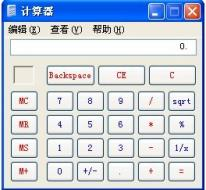 计算器
编辑(E) 查看(V) 帮助(H)
0.
Backspace CE C
MC 7 8 9 / sqrt
MR 4 5 6 * %
MS 1 2 3 - 1/x
M+ 0 +/- . + =